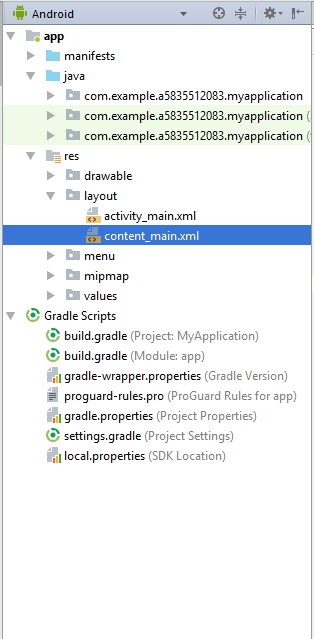 Android
app
manifests
java
com.example.a5835512083.myapplication
com.example.a5835512083.myapplication (
com.example.a5835512083.myapplication (
res
drawable
layout
activity_main.xml
content_main.xml
menu
mipmap
values
Gradle Scripts
build.gradle (Project: MyApplication)
build.gradle (Module: app)
gradle-wrapper.properties (Gradle Version)
proguard-rules.pro (ProGuard Rules for app)
gradle.properties (Project Properties)
settings.gradle (Project Settings)
local.properties (SDK Location)